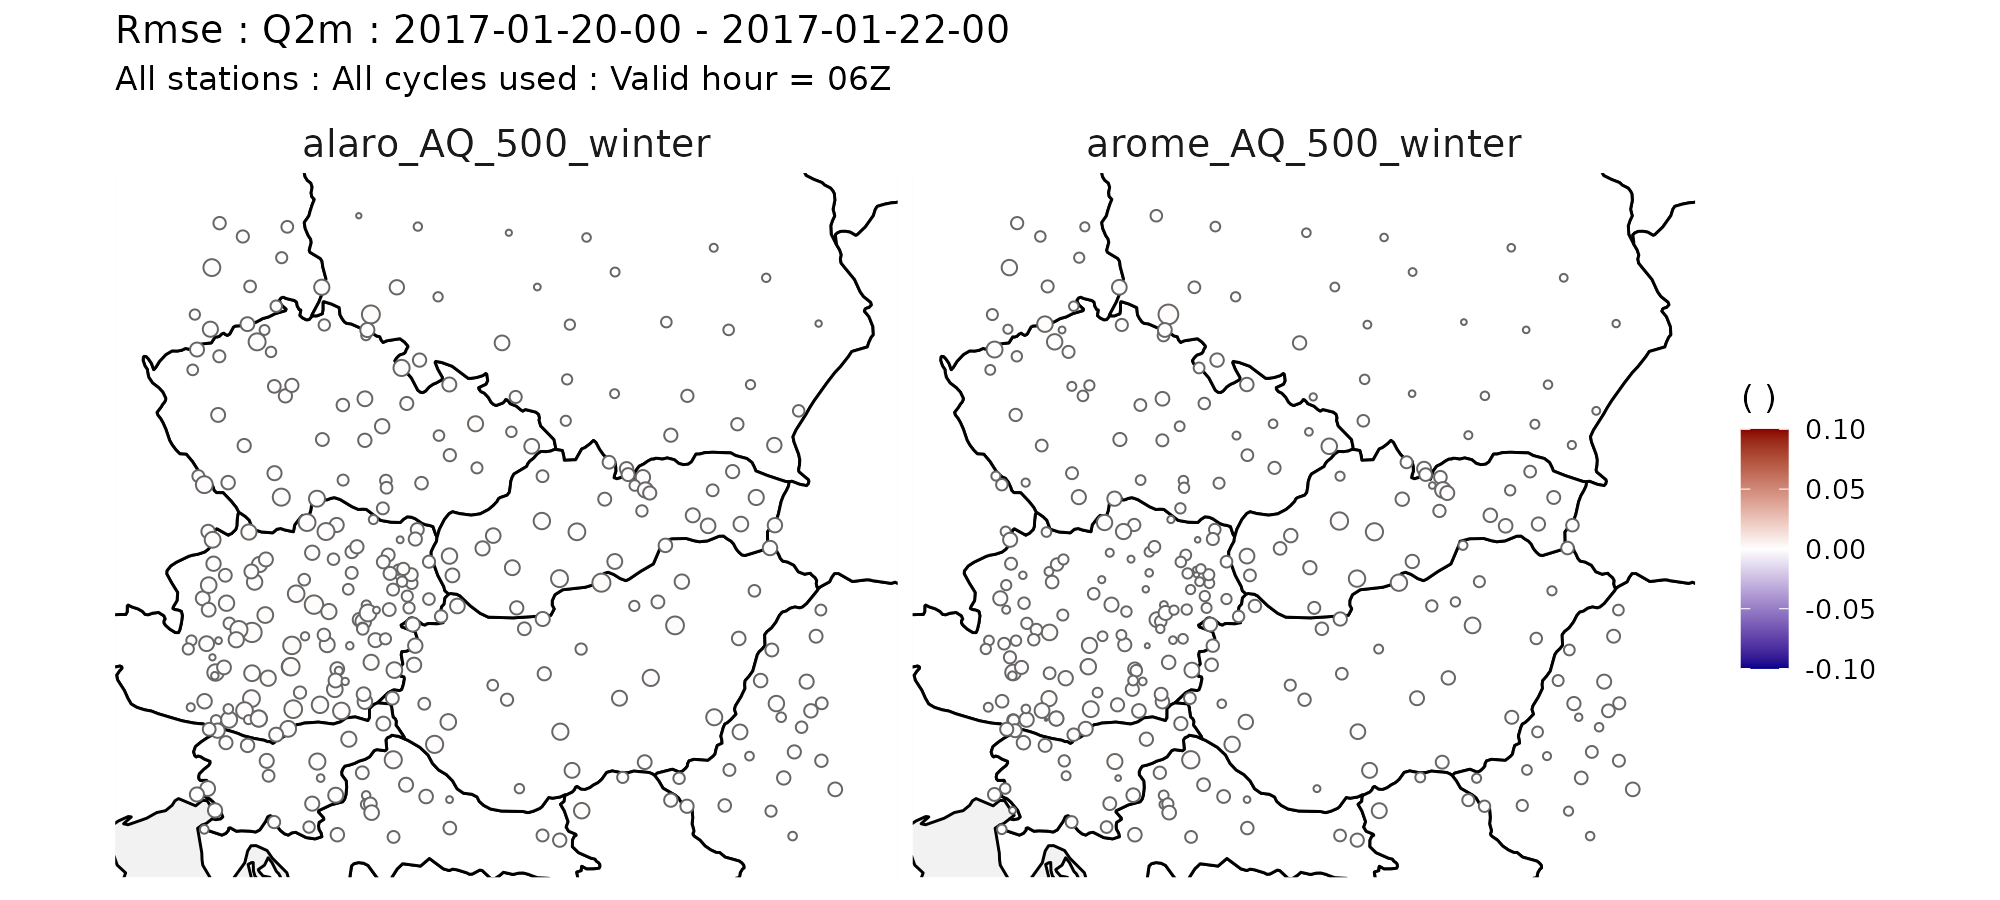 Rmse : Q2m : 2017-01-20-00 - 2017-01-22-00
All stations : All cycles used : Valid hour = 06Z
alaro_AQ_500_winter
arome_AQ_500_winter
( )
0.10
0.05
0.00
-0.05
-0.10